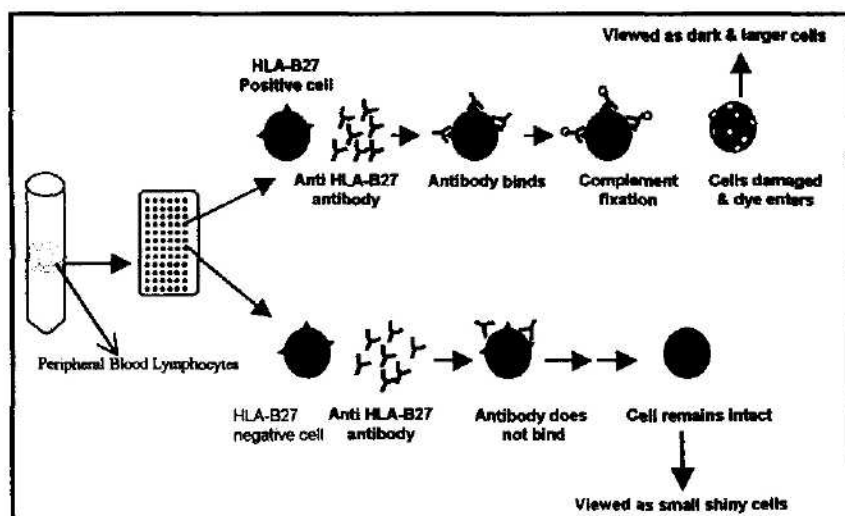 Viewed as dark & larger cells
HLA-B27
Positive cell
Anti HLA-B27
antibody
Antibody binds
Complement
fixation
Cells damaged
& dye enters
Peripheral Blood Lymphocytes
HLA-B27
negative cell
Anti HLA-B27
antibody
Antibody does
not bind
Cell remains intact
Viewed as small shiny cells